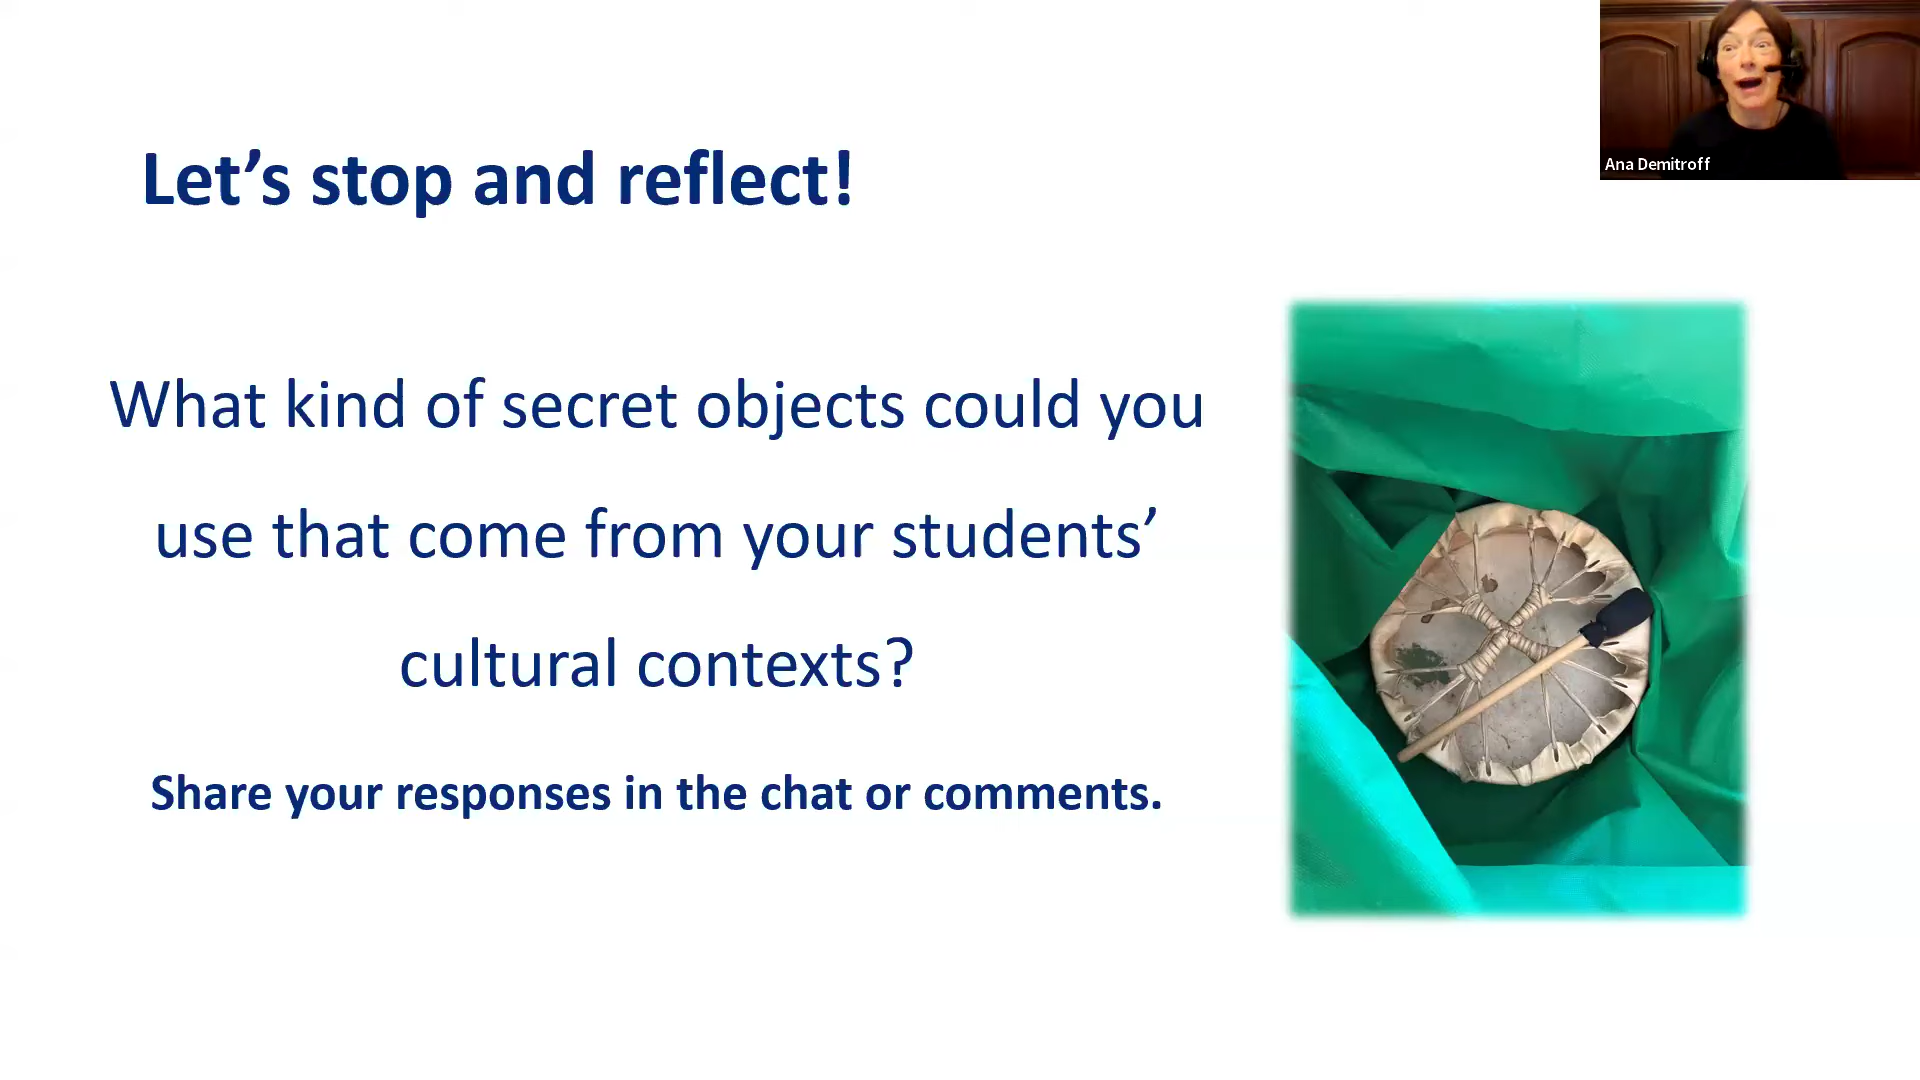 Let’s stop and reflect!
What kind of secret objects could you
use that come from your students’
cultural contexts?
Share your responses in the chat or comments.
Ana Demitroff